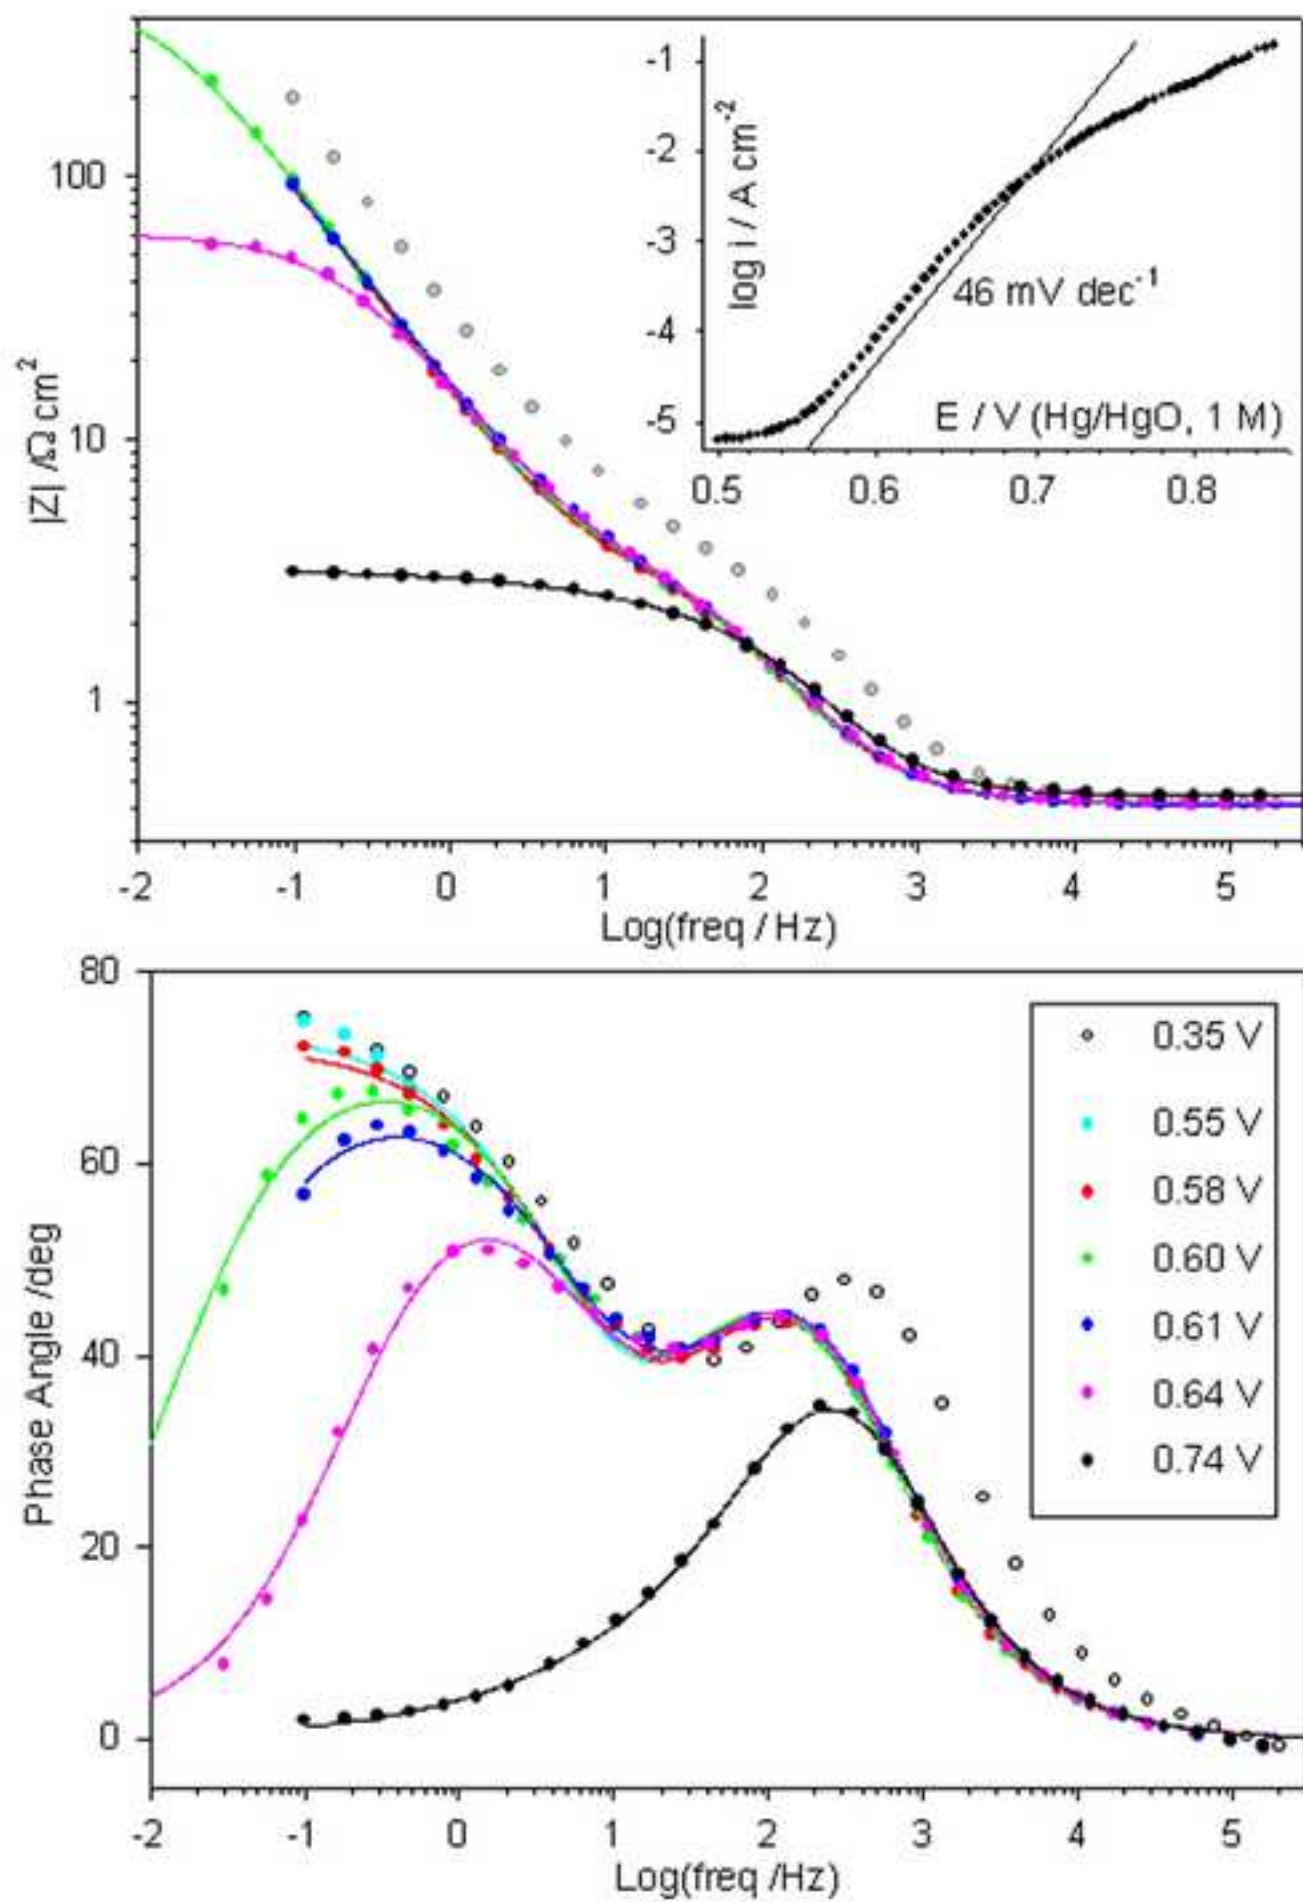 100
10
1
|Z| /Ω cm²
-2 -1 0 1 2 3 4 5
Log(freq / Hz)
-1
-2
-3
-4
-5
log i / A cm⁻²
46 mV dec⁻¹
E / V (Hg/HgO, 1 M)
0.5 0.6 0.7 0.8
80
60
40
20
0
Phase Angle /deg
0.35 V
0.55 V
0.58 V
0.60 V
0.61 V
0.64 V
0.74 V
-2 -1 0 1 2 3 4 5
Log(freq /Hz)